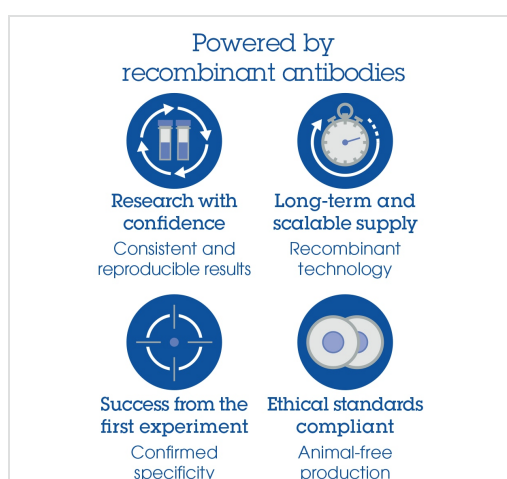 Powered by
recombinant antibodies
Research with
confidence
Consistent and
reproducible results
Long-term and
scalable supply
Recombinant
technology
Success from the
first experiment
Confirmed
specificity
Ethical standards
compliant
Animal-free
production